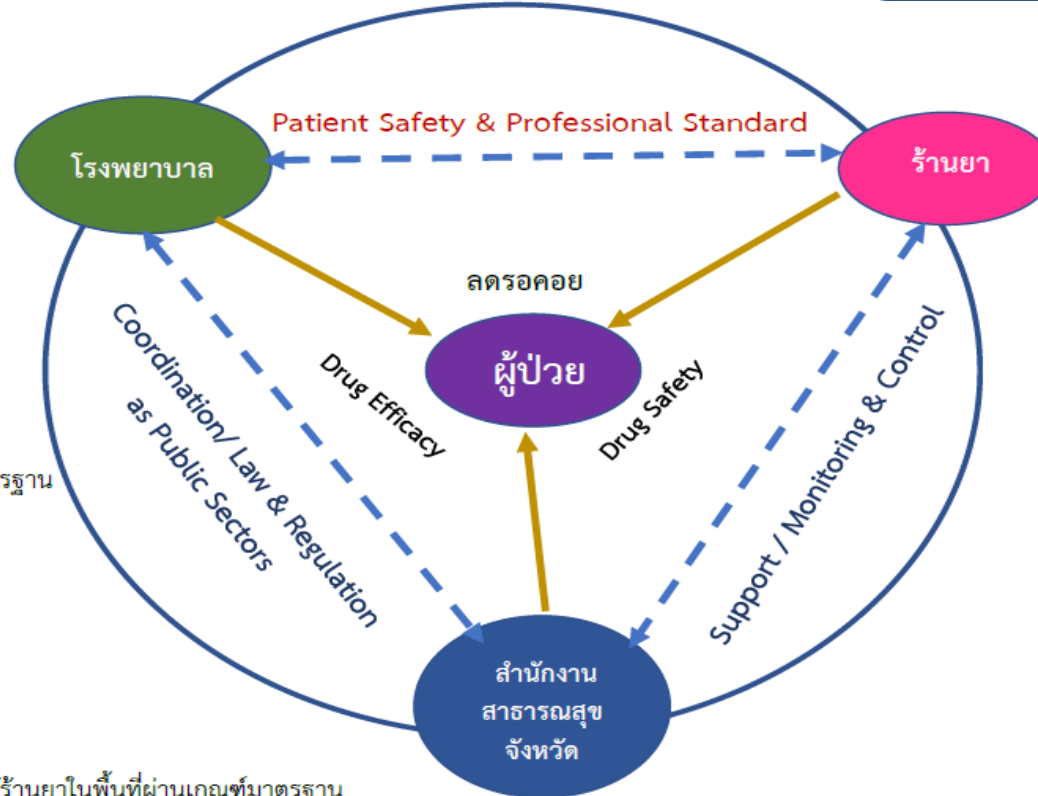 Patient Safety & Professional Standard
โรงพยาบาล
ร้านยา
ลดรอคอย
ผู้ป่วย
Drug Efficacy
Drug Safety
Coordination/ Law & Regulation
as Public Sectors
Support / Monitoring & Control
รฐาน
สำนักงาน
สาธารณสุข
จังหวัด
ร้านยาในพื้นที่ผ่านเกณฑ์มาตรฐาน